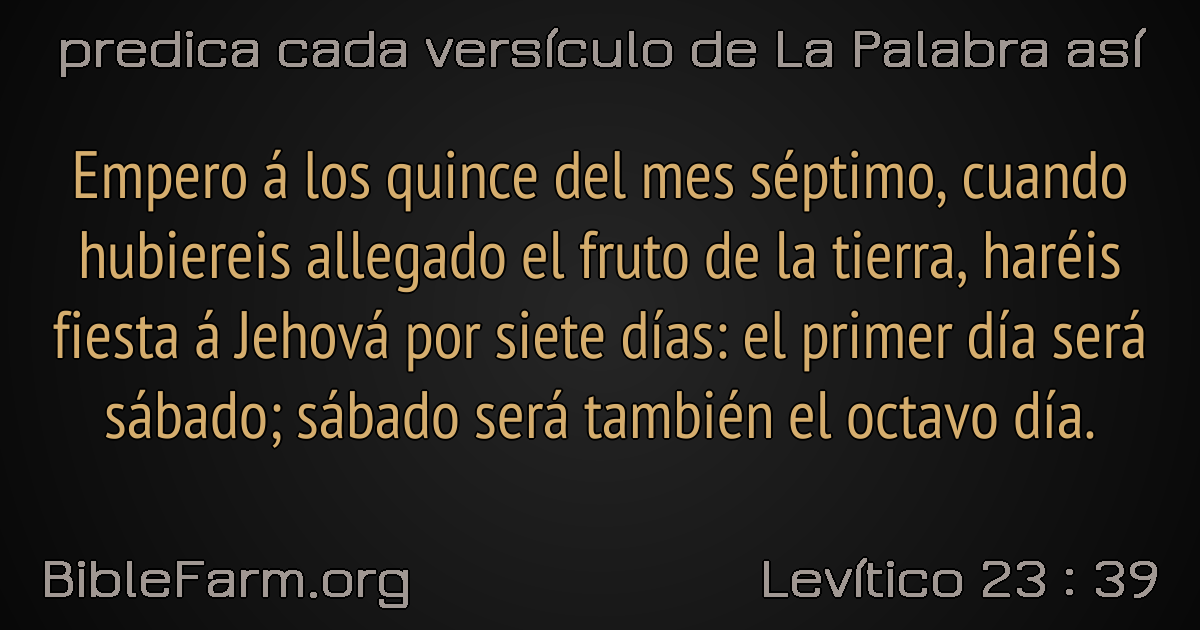 predica cada versículo de La Palabra así
Empero á los quince del mes séptimo, cuando
hubiereis allegado el fruto de la tierra, haréis
fiesta á Jehová por siete días: el primer día será
sábado; sábado será también el octavo día.
BibleFarm.org
Levítico 23 : 39